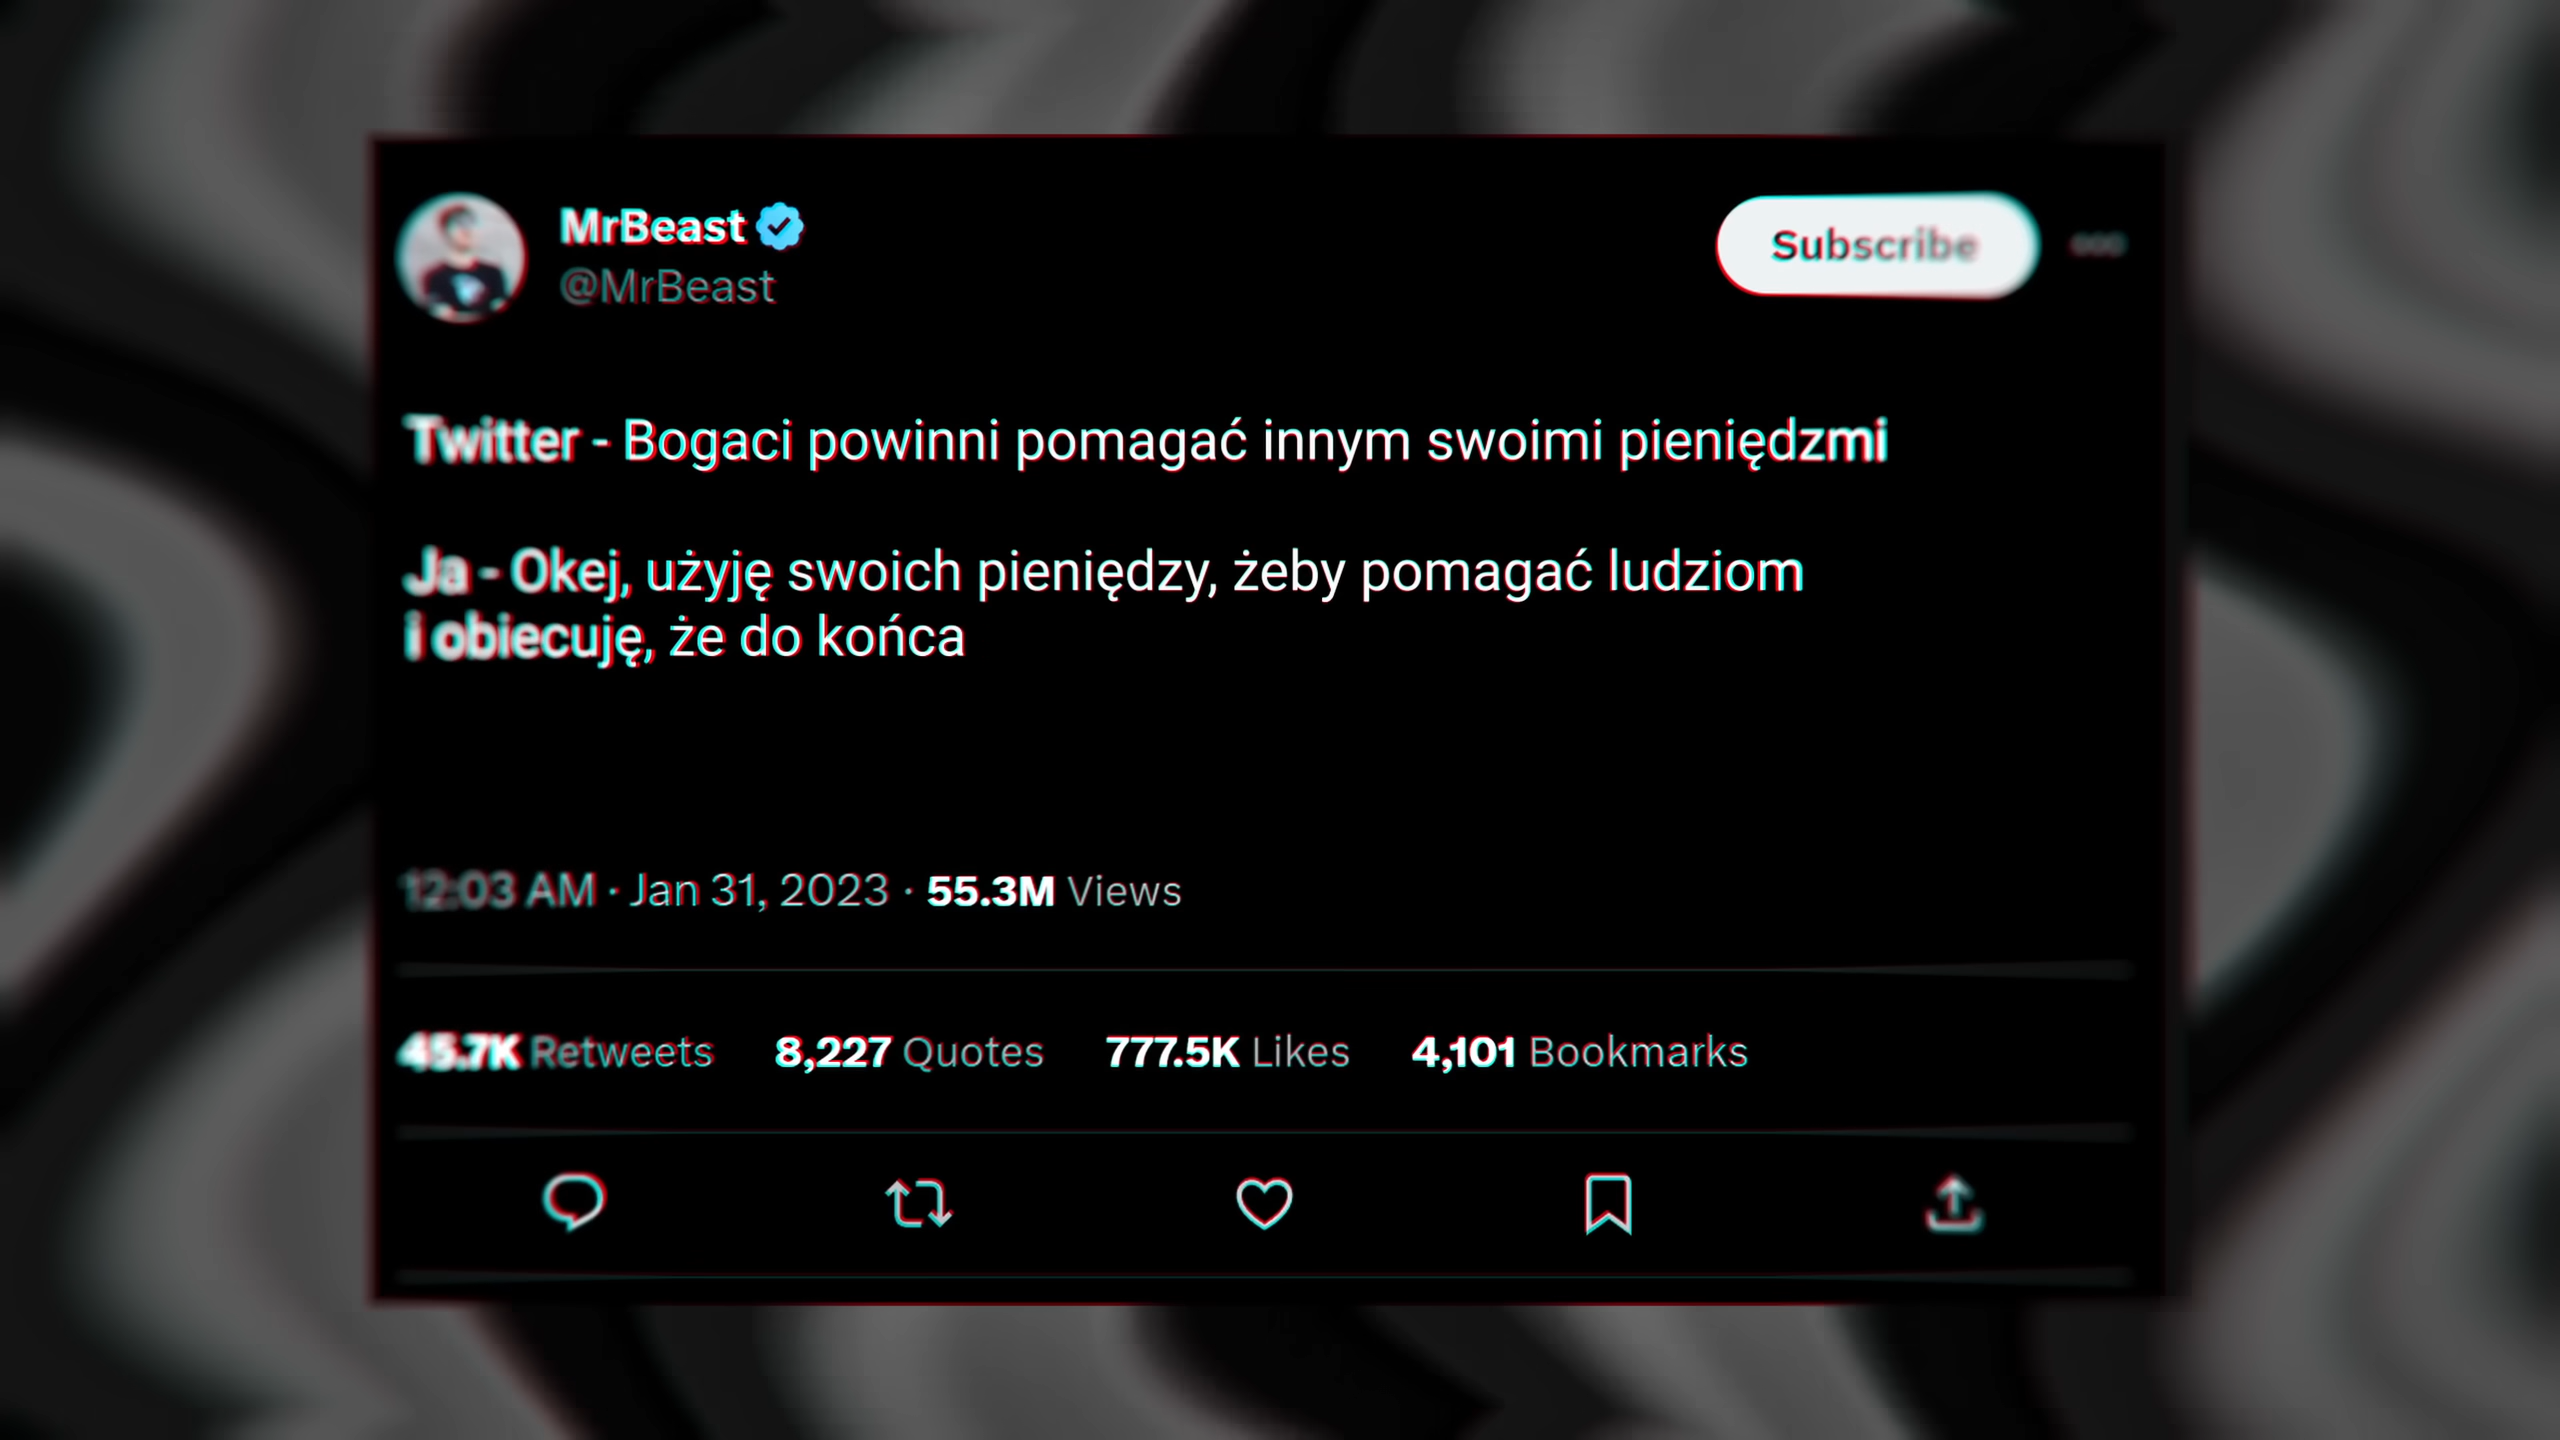 MrBeast
@MrBeast
Subscribe
Twitter - Bogaci powinni pomagać innym swoimi pieniędzmi
Ja - Okej, użyję swoich pieniędzy, żeby pomagać ludziom
i obiecuję, że do końca
12:03 AM · Jan 31, 2023 · 55.3M Views
45.7K Retweets 8,227 Quotes 777.5K Likes 4,101 Bookmarks